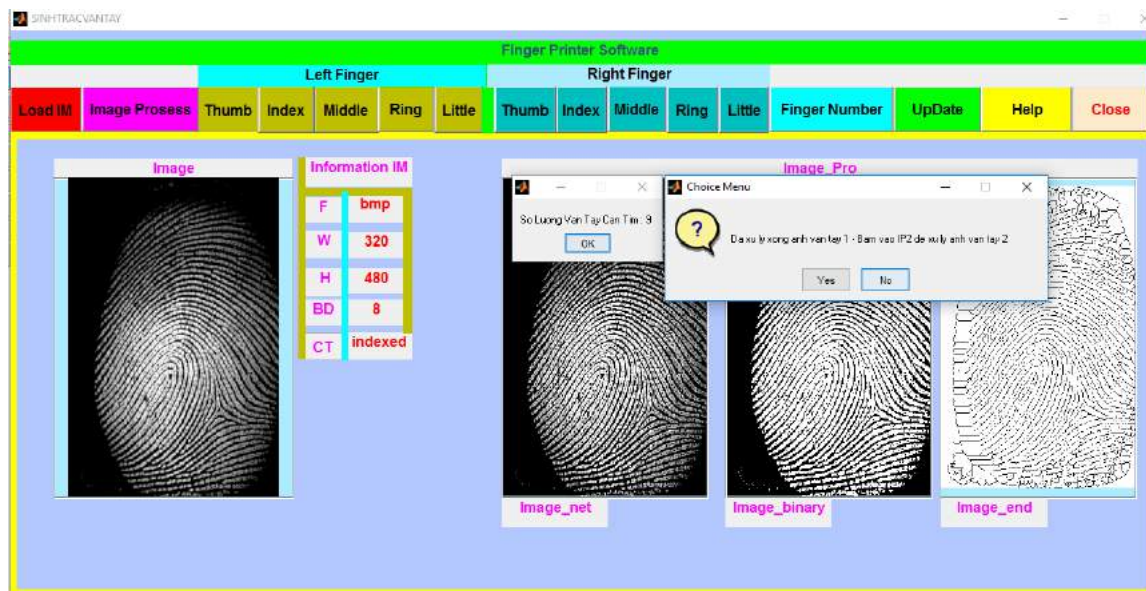 SINHTRACVANTAY
Finger Printer Software
Left Finger Right Finger
Load IM Image Prosess Thumb Index Middle Ring Little Thumb Index Middle Ring Little Finger Number UpDate Help Close
Image Information IM Image_Pro
F bmp
W 320
H 480
BD 8
CT indexed
So Luong Van Tay Can Tim : 9
OK
Choice Menu
Da xu ly xong anh van tay 1 - Bam vao IP2 de xu ly anh van tay 2
Yes No
Image_net Image_binary Image_end